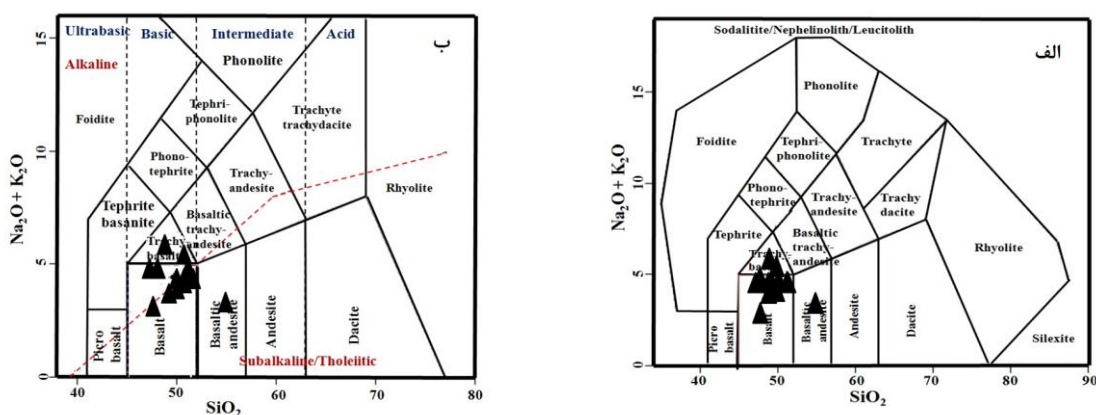 Ultrabasic
Basic
Intermediate
Acid
ب
Alkaline
Phonolite
Foidite
Tephri-
phonolite
Trachyte
trachydacite
Phono-
tephrite
Trachy-
andesite
Rhyolite
Tephrite
basanite
Basaltic
trachy-
andesite
Trachy-
basalt
Picro
basalt
Basalt
Basaltic
andesite
Andesite
Dacite
Subalkaline/Tholeiitic
Na₂O + K₂O
0
5
10
15
40
50
60
70
80
SiO₂
Sodalitite/Nephelinolith/Leucitolith
الف
Phonolite
Foidite
Tephri-
phonolite
Trachyte
Phono-
tephrite
Trachy-
andesite
Trachy
dacite
Tephrite
Basaltic
trachy-
andesite
Rhyolite
Picro
basalt
Basalt
Basaltic
andesite
Andesite
Dacite
Silexite
Na₂O + K₂O
0
5
10
15
40
50
60
70
80
90
SiO₂